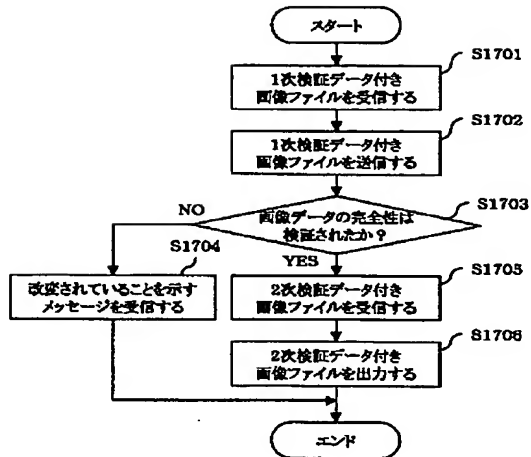 スタート
S1701
1次検証データ付き
画像ファイルを受信する
S1702
1次検証データ付き
画像ファイルを送信する
S1703
画像データの完全性は
検証されたか？
NO
YES
S1704
改変されていることを示す
メッセージを受信する
S1705
2次検証データ付き
画像ファイルを受信する
S1706
2次検証データ付き
画像ファイルを出力する
エンド